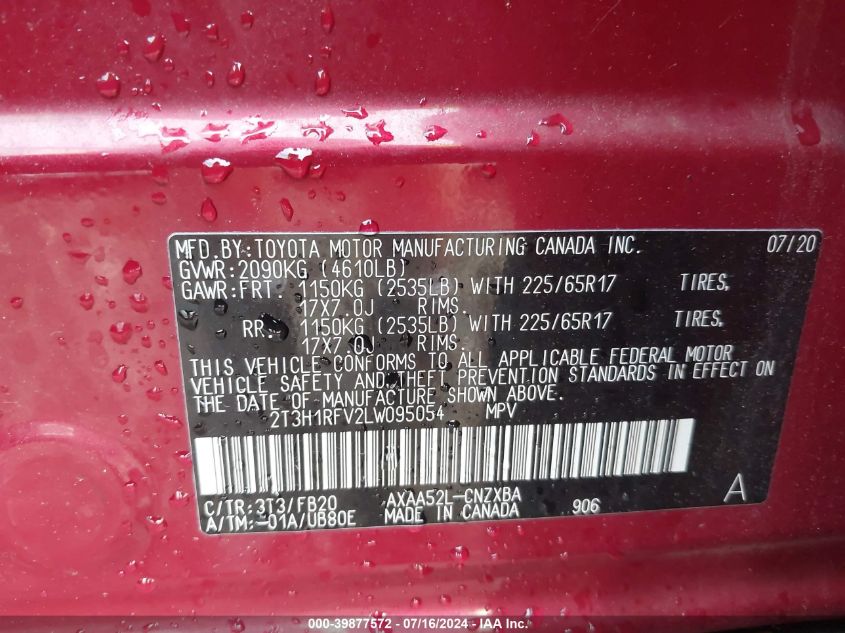 MFD. BY: TOYOTA MOTOR MANUFACTURING CANADA INC. 07/20
GVWR: 2090KG (4610LB)
GAWR: FRT. 1150KG (2535LB) WITH 225/65R17 TIRES,
17X7.0J RIMS.
RR. 1150KG (2535LB) WITH 225/65R17 TIRES,
17X7.0J RIMS.
THIS VEHICLE CONFORMS TO ALL APPLICABLE FEDERAL MOTOR
VEHICLE SAFETY AND THEFT PREVENTION STANDARDS IN EFFECT ON
THE DATE OF MANUFACTURE SHOWN ABOVE.
2T3H1RFV2LW095054 MPV
C/TR: 3T3/FB20 AXAA52L-CNZXBA A
A/TM: -01A/UB80E MADE IN CANADA 906
000-39877572 / 07/16/2024 - IAA Inc.